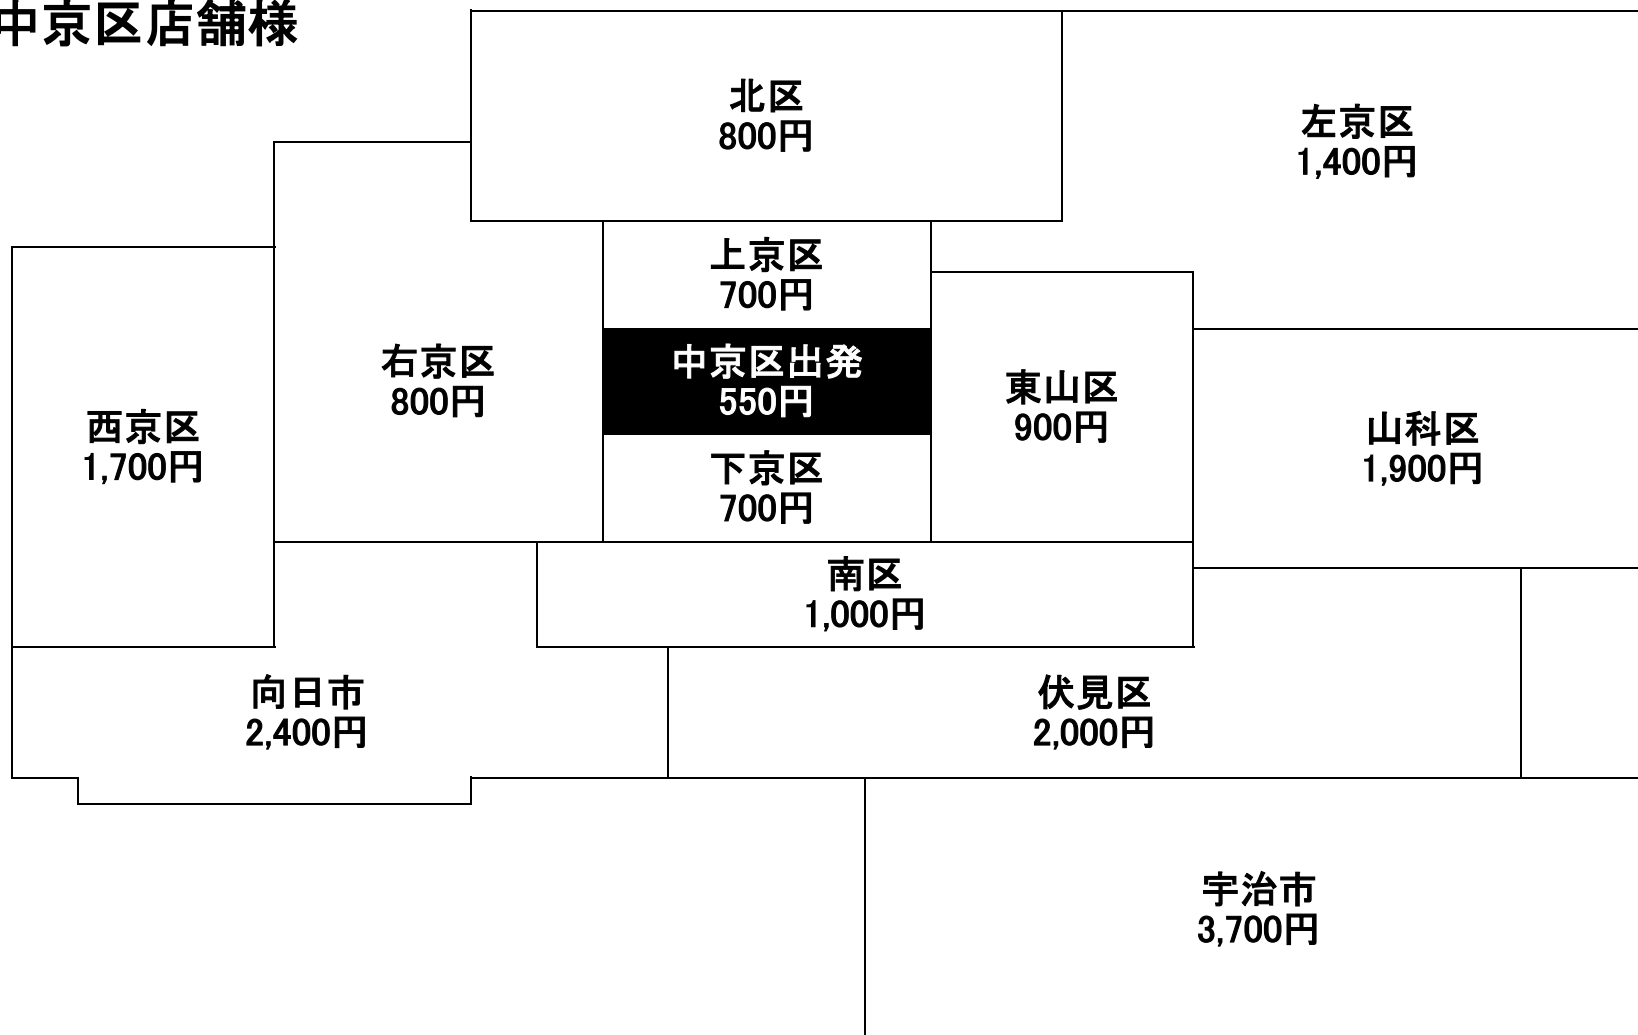 中京区店舗様
北区
800円
左京区
1,400円
上京区
700円
右京区
800円
中京区出発
550円
東山区
900円
西京区
1,700円
山科区
1,900円
下京区
700円
南区
1,000円
向日市
2,400円
伏見区
2,000円
宇治市
3,700円